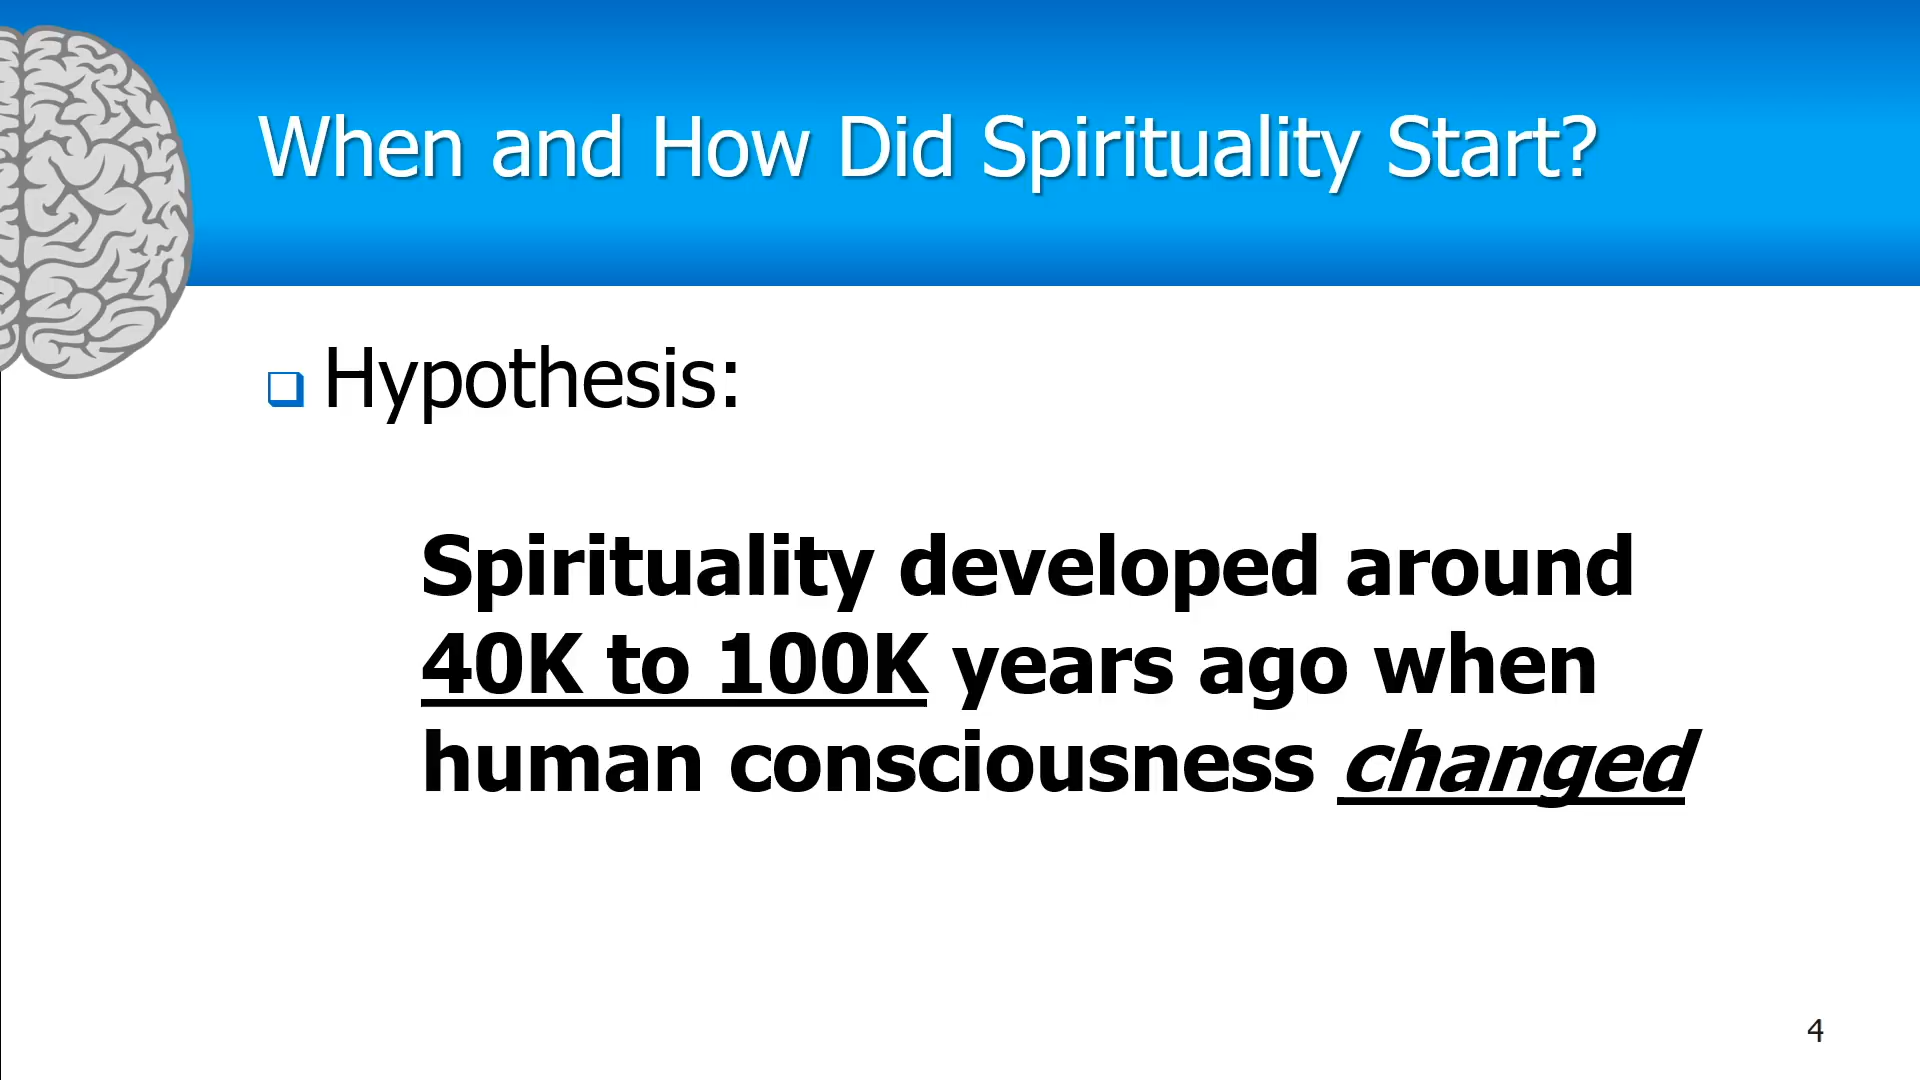 When and How Did Spirituality Start?
Hypothesis:
Spirituality developed around
40K to 100K years ago when
human consciousness changed
4